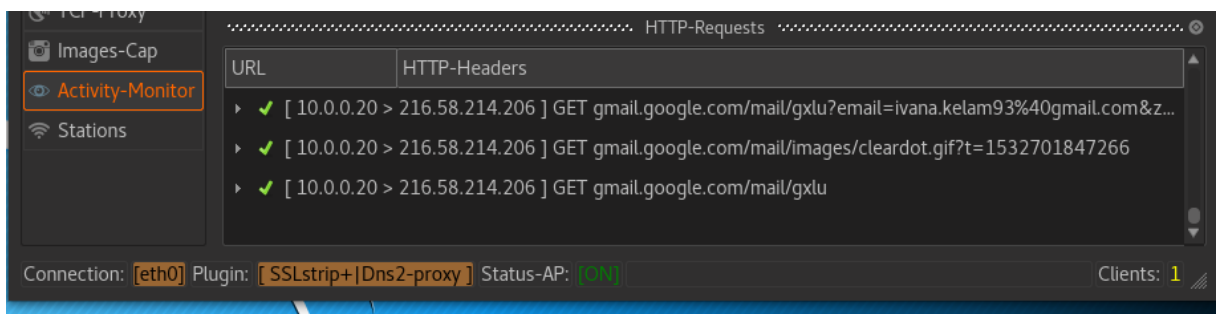 TCP-Proxy
HTTP-Requests
Images-Cap
URL HTTP-Headers
Activity-Monitor
[ 10.0.0.20 > 216.58.214.206 ] GET gmail.google.com/mail/gxlu?email=ivana.kelam93%40gmail.com&z...
Stations
[ 10.0.0.20 > 216.58.214.206 ] GET gmail.google.com/mail/images/cleardot.gif?t=1532701847266
[ 10.0.0.20 > 216.58.214.206 ] GET gmail.google.com/mail/gxlu
Connection: [eth0] Plugin: [ SSLstrip+|Dns2-proxy ] Status-AP: [ON] Clients: 1